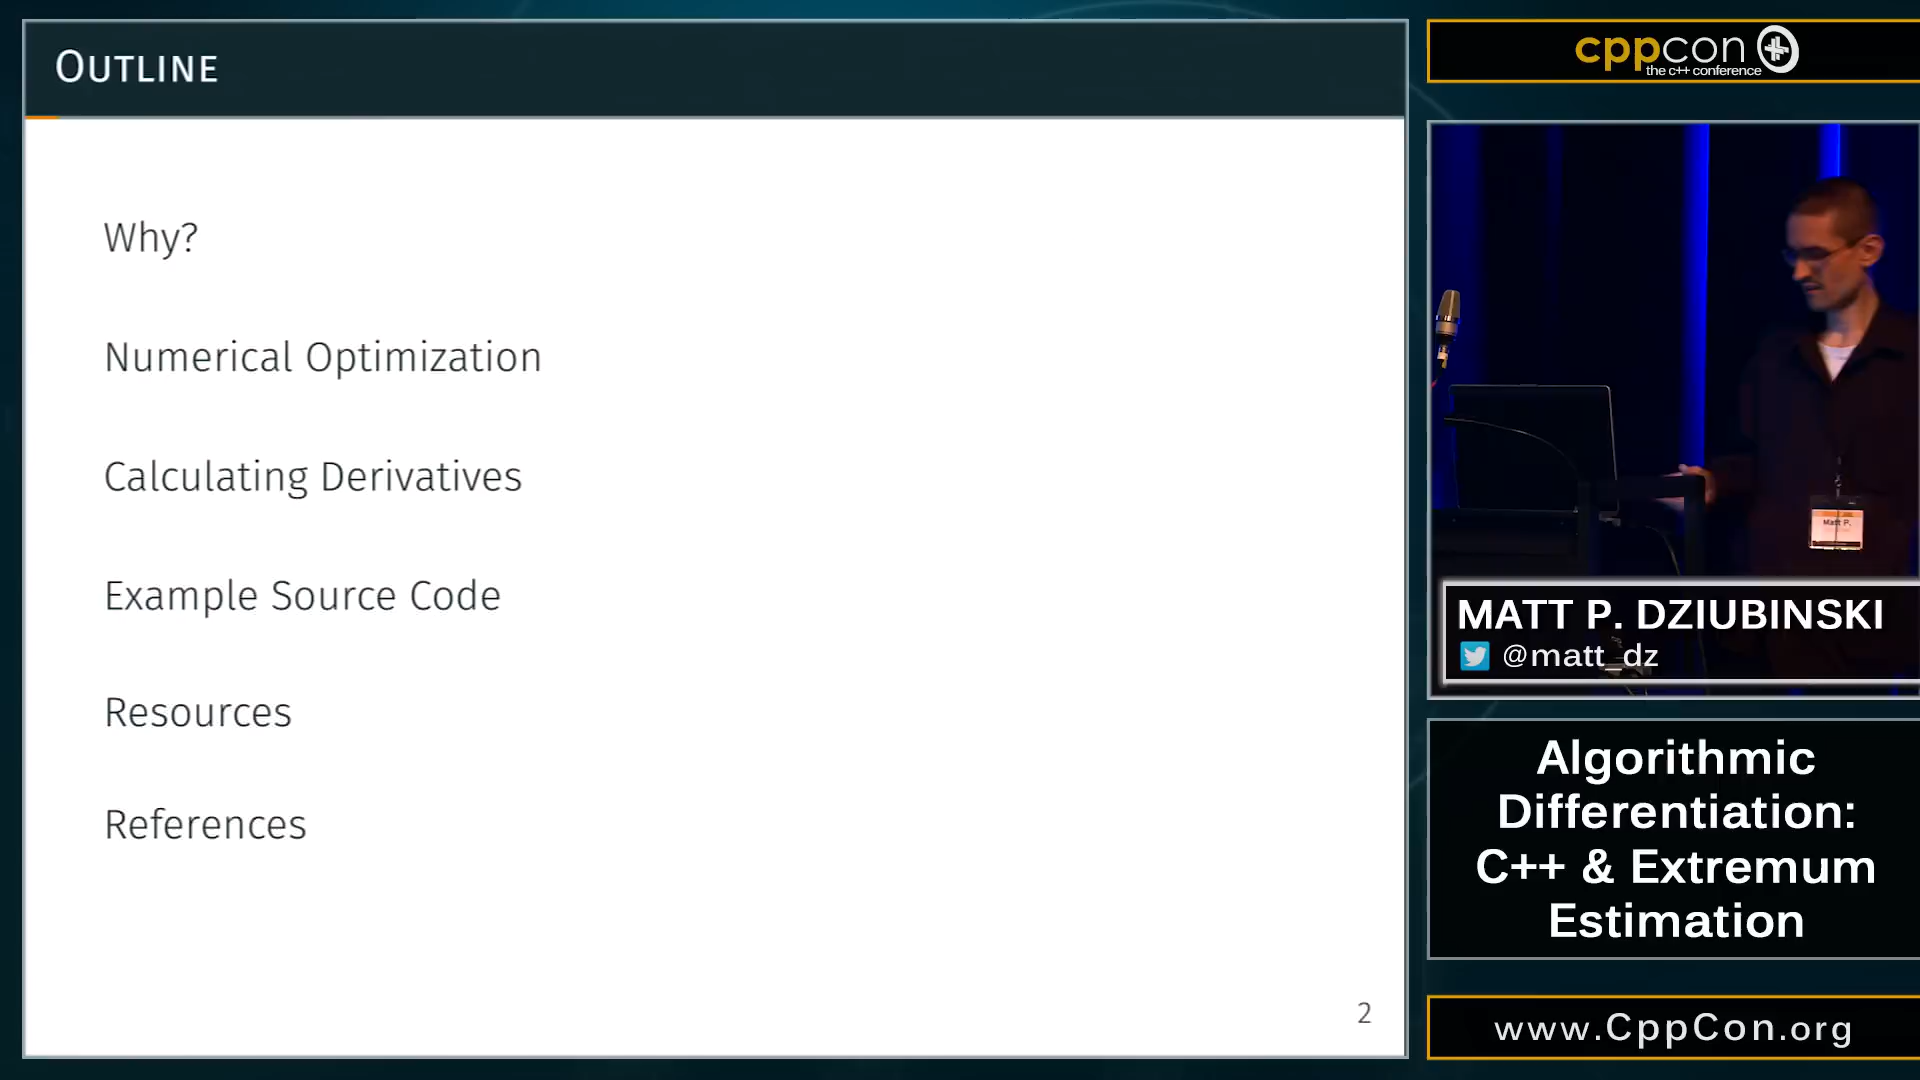 OUTLINE
Why?
Numerical Optimization
Calculating Derivatives
Example Source Code
Resources
References
2
cppcon
the c++ conference
Matt P.
MATT P. DZIUBINSKI
@matt_dz
Algorithmic
Differentiation:
C++ & Extremum
Estimation
www.CppCon.org